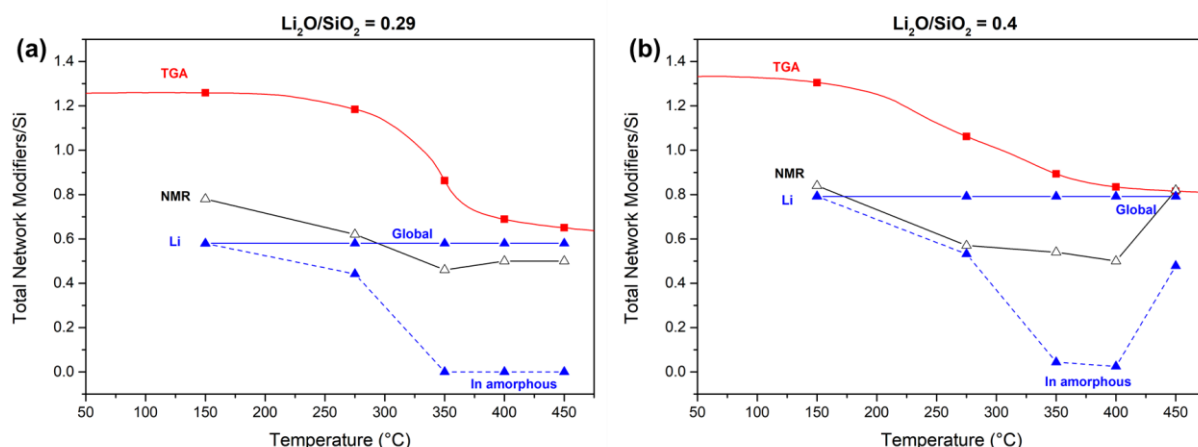 Li₂O/SiO₂ = 0.29
(a)
Total Network Modifiers/Si
1.4
1.2
1.0
0.8
0.6
0.4
0.2
0.0
TGA
NMR
Li
Global
In amorphous
50 100 150 200 250 300 350 400 450
Temperature (°C)
Li₂O/SiO₂ = 0.4
(b)
Total Network Modifiers/Si
1.4
1.2
1.0
0.8
0.6
0.4
0.2
0.0
TGA
NMR
Li
Global
In amorphous
50 100 150 200 250 300 350 400 450
Temperature (°C)